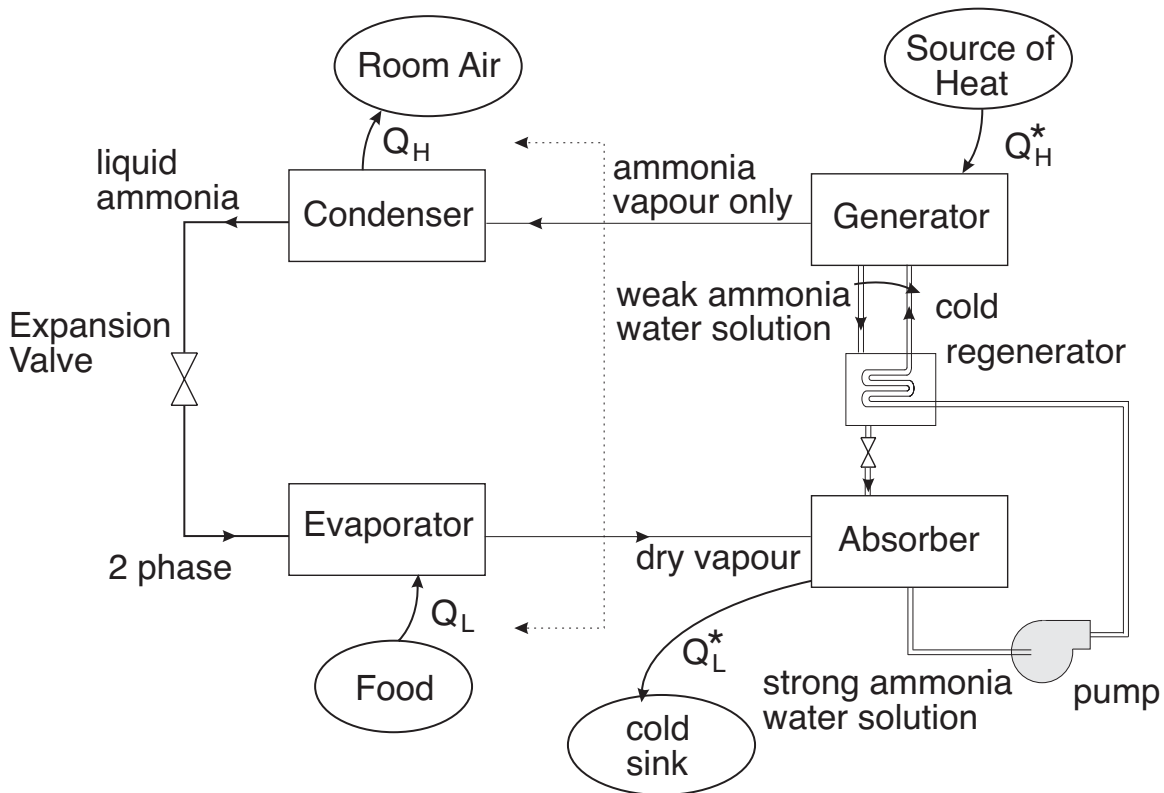 Room Air
Source of
Heat
Q_H
Q*_H
liquid
ammonia
Condenser
ammonia
vapour only
Generator
weak ammonia
water solution
cold
regenerator
Expansion
Valve
Evaporator
2 phase
dry vapour
Absorber
Q_L
Food
Q*_L
cold
sink
strong ammonia
water solution
pump